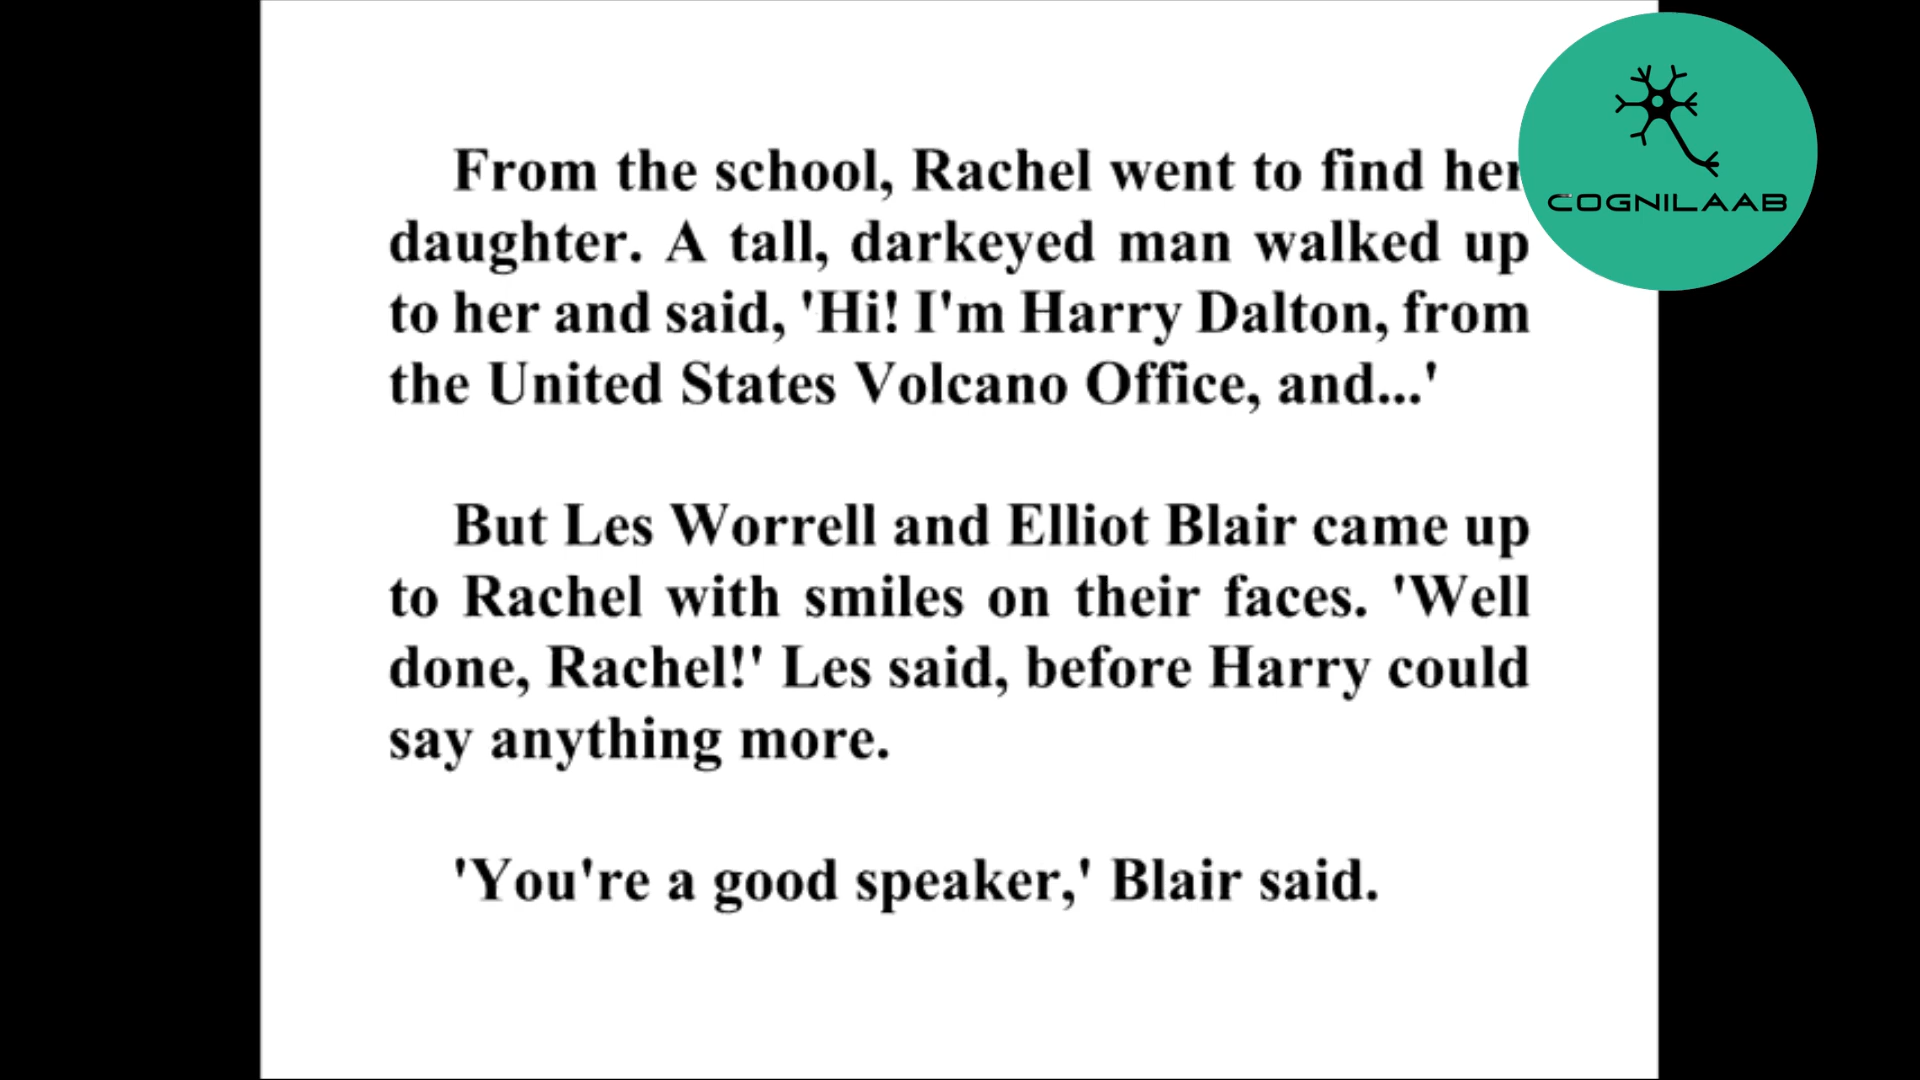 From the school, Rachel went to find her
daughter. A tall, darkeyed man walked up
to her and said, 'Hi! I'm Harry Dalton, from
the United States Volcano Office, and...'
But Les Worrell and Elliot Blair came up
to Rachel with smiles on their faces. 'Well
done, Rachel!' Les said, before Harry could
say anything more.
'You're a good speaker,' Blair said.
COGNILAAB